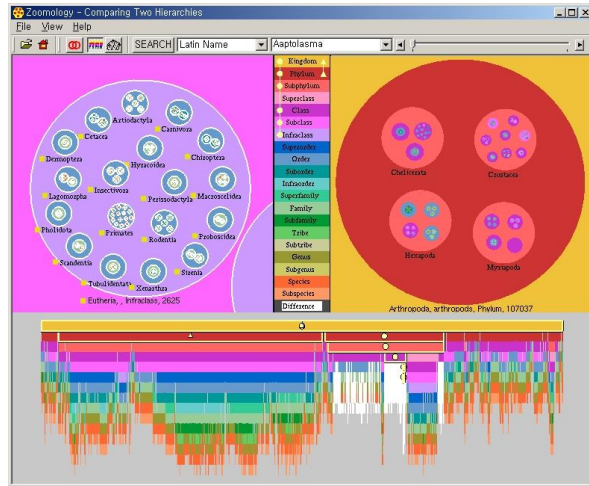 Zoomology - Comparing Two Hierarchies
File View Help
SEARCH Latin Name Aaptolasma
Artiodactyla
Cetacea
Carnivora
Dermoptera
Hyracoidea
Chiroptera
Lagomorpha
Insectivora
Perissodactyla
Macroscelidea
Pholidota
Primates
Rodentia
Proboscidea
Scandentia
Sirenia
Tubulidentata
Xenarthra
Eutheria, , Infraclass, 2625
Kingdom
Phylum
Subphylum
Superclass
Class
Subclass
Infraclass
Superorder
Order
Suborder
Infraorder
Superfamily
Family
Subfamily
Tribe
Subtribe
Genus
Subgenus
Species
Subspecies
Difference
Chelicerata
Crustacea
Hexapoda
Myriapoda
Arthropoda, arthropods, Phylum, 107037